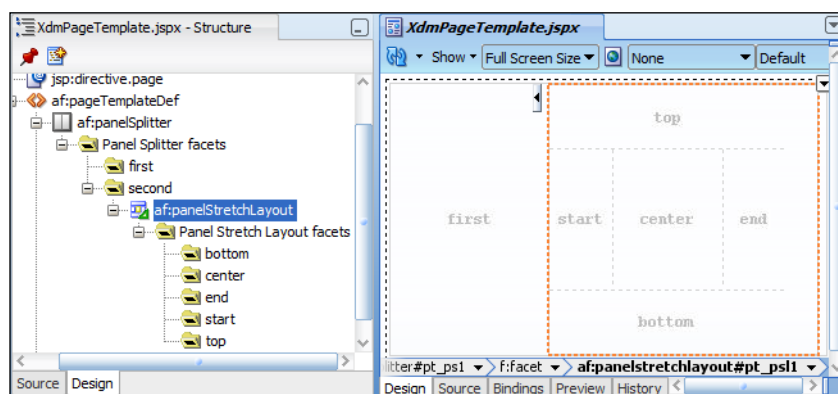 XdmPageTemplate.jspx - Structure
jsp:directive.page
af:pageTemplateDef
af:panelSplitter
Panel Splitter facets
first
second
af:panelStretchLayout
Panel Stretch Layout facets
bottom
center
end
start
top
Source Design
XdmPageTemplate.jspx
Show Full Screen Size None Default
top
first start center end
bottom
litter#pt_ps1 f:facet af:panelstretchlayout#pt_psl1
Design Source Bindings Preview History